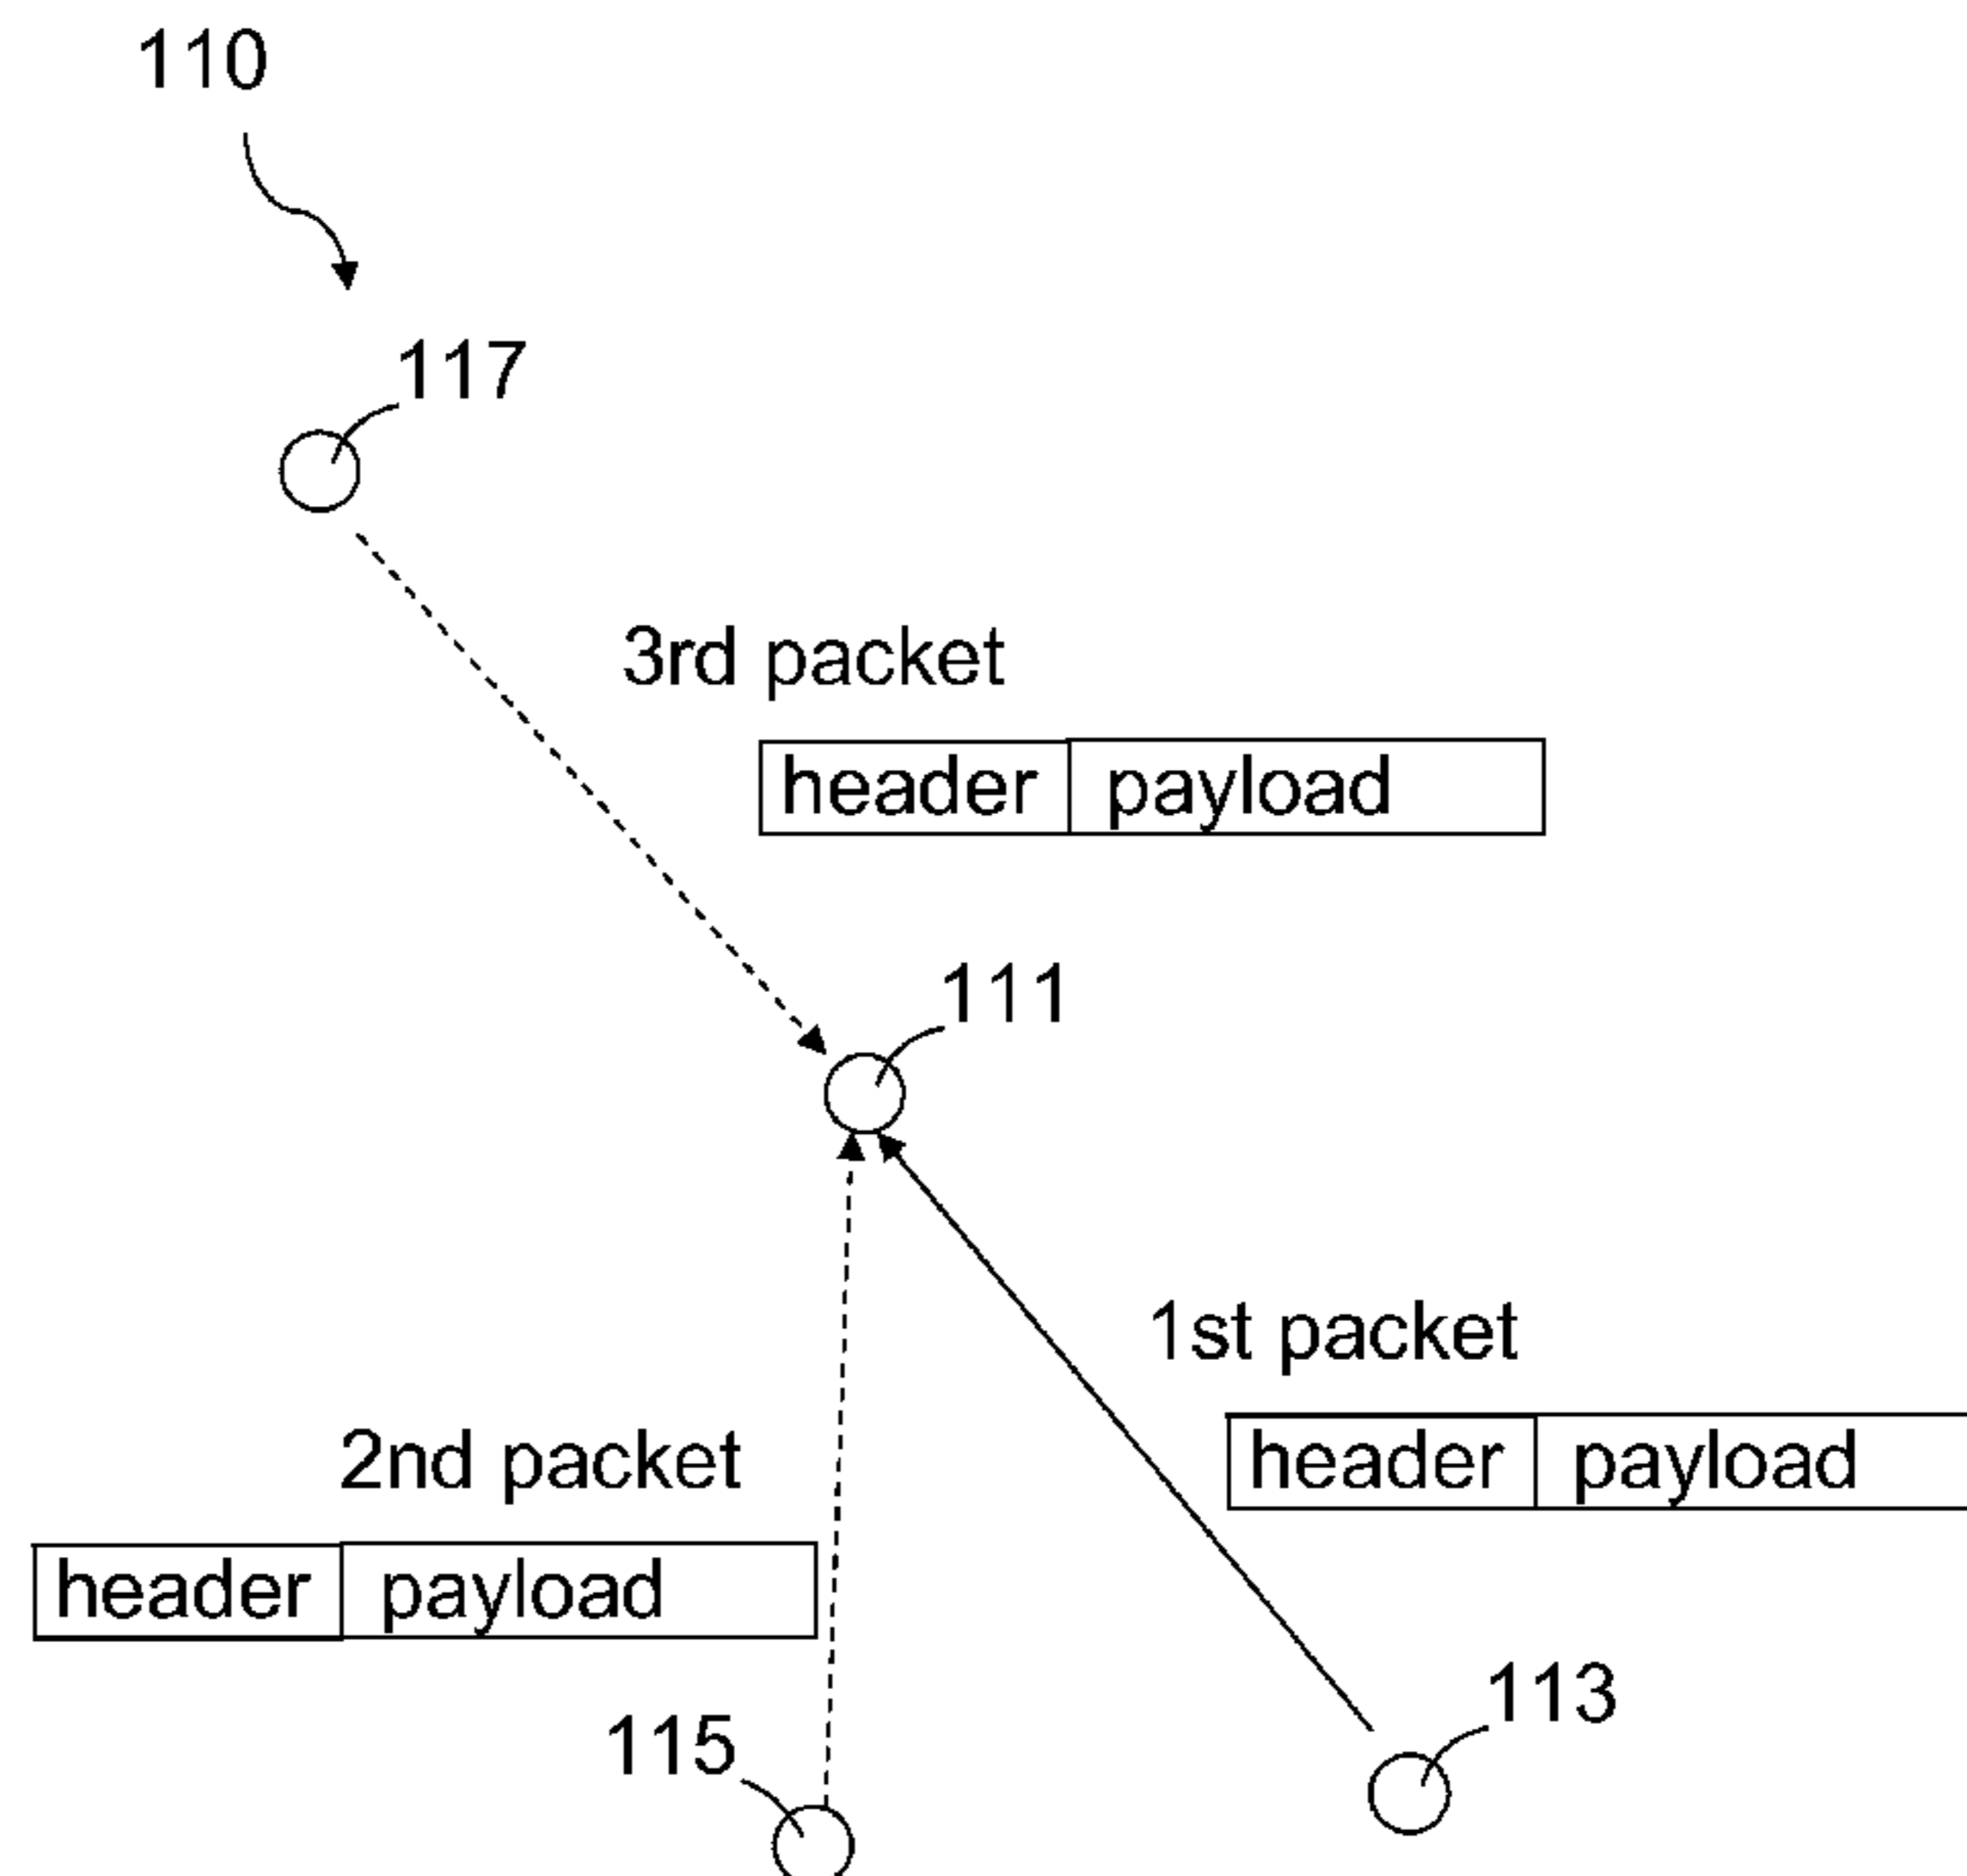 110
117
3rd packet
header payload
111
1st packet
header payload
2nd packet
header payload
113
115